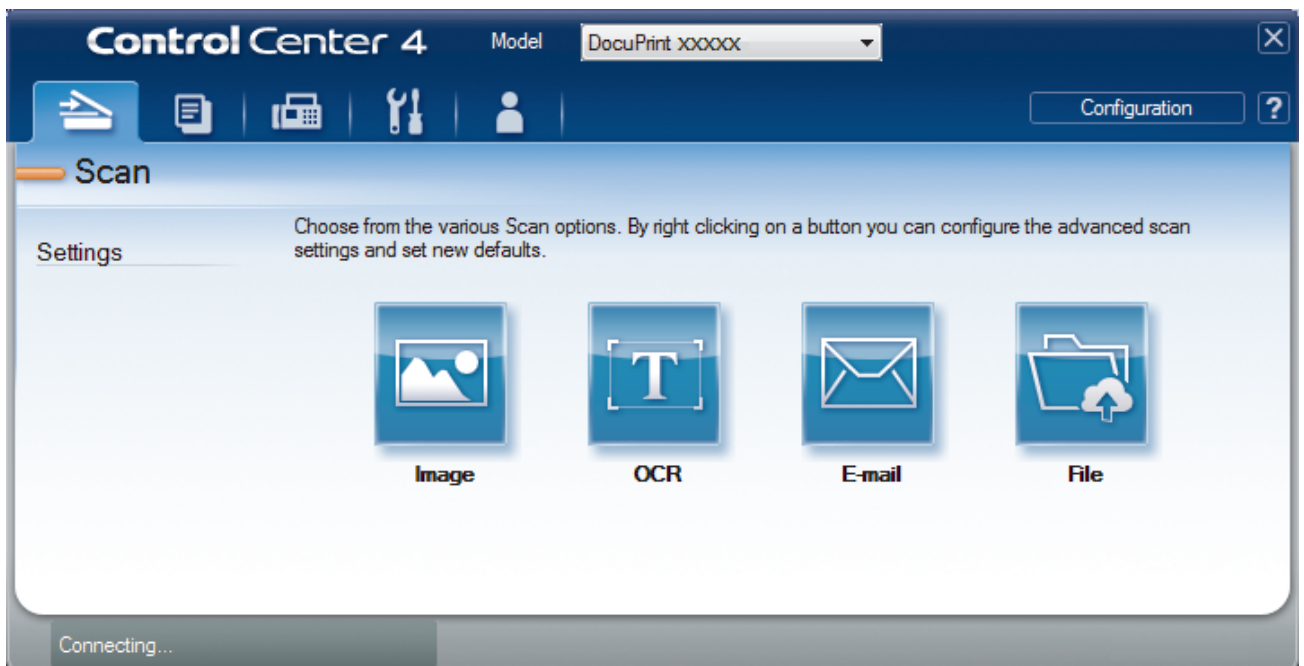 Control Center 4 Model DocuPrint XXXXX
Configuration ?
Scan
Choose from the various Scan options. By right clicking on a button you can configure the advanced scan
settings and set new defaults.
Settings
T
Image OCR E-mail File
Connecting...